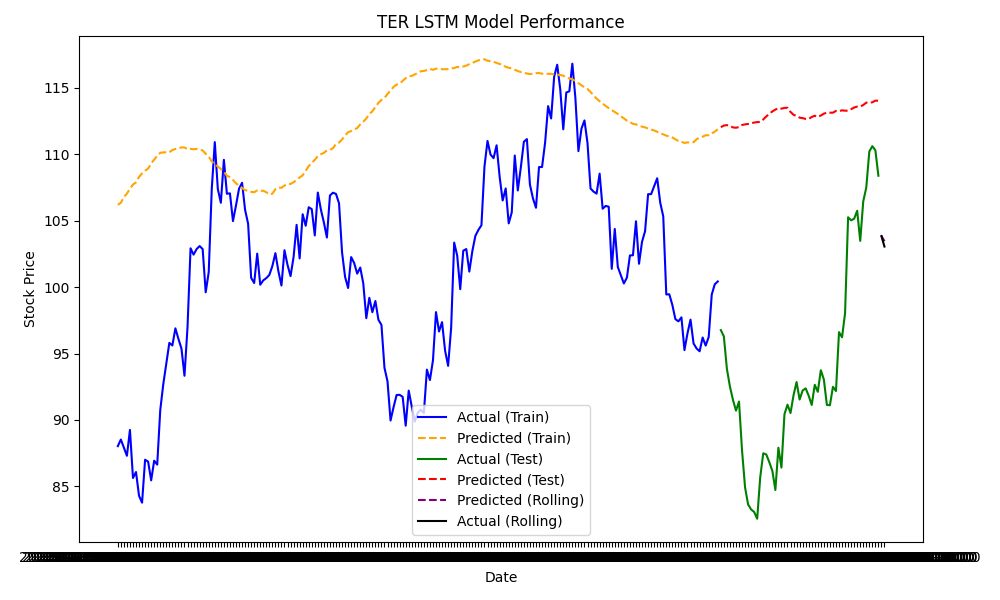 TER LSTM Model Performance
Stock Price
115
110
105
100
95
90
85
Actual (Train)
Predicted (Train)
Actual (Test)
Predicted (Test)
Predicted (Rolling)
Actual (Rolling)
Date